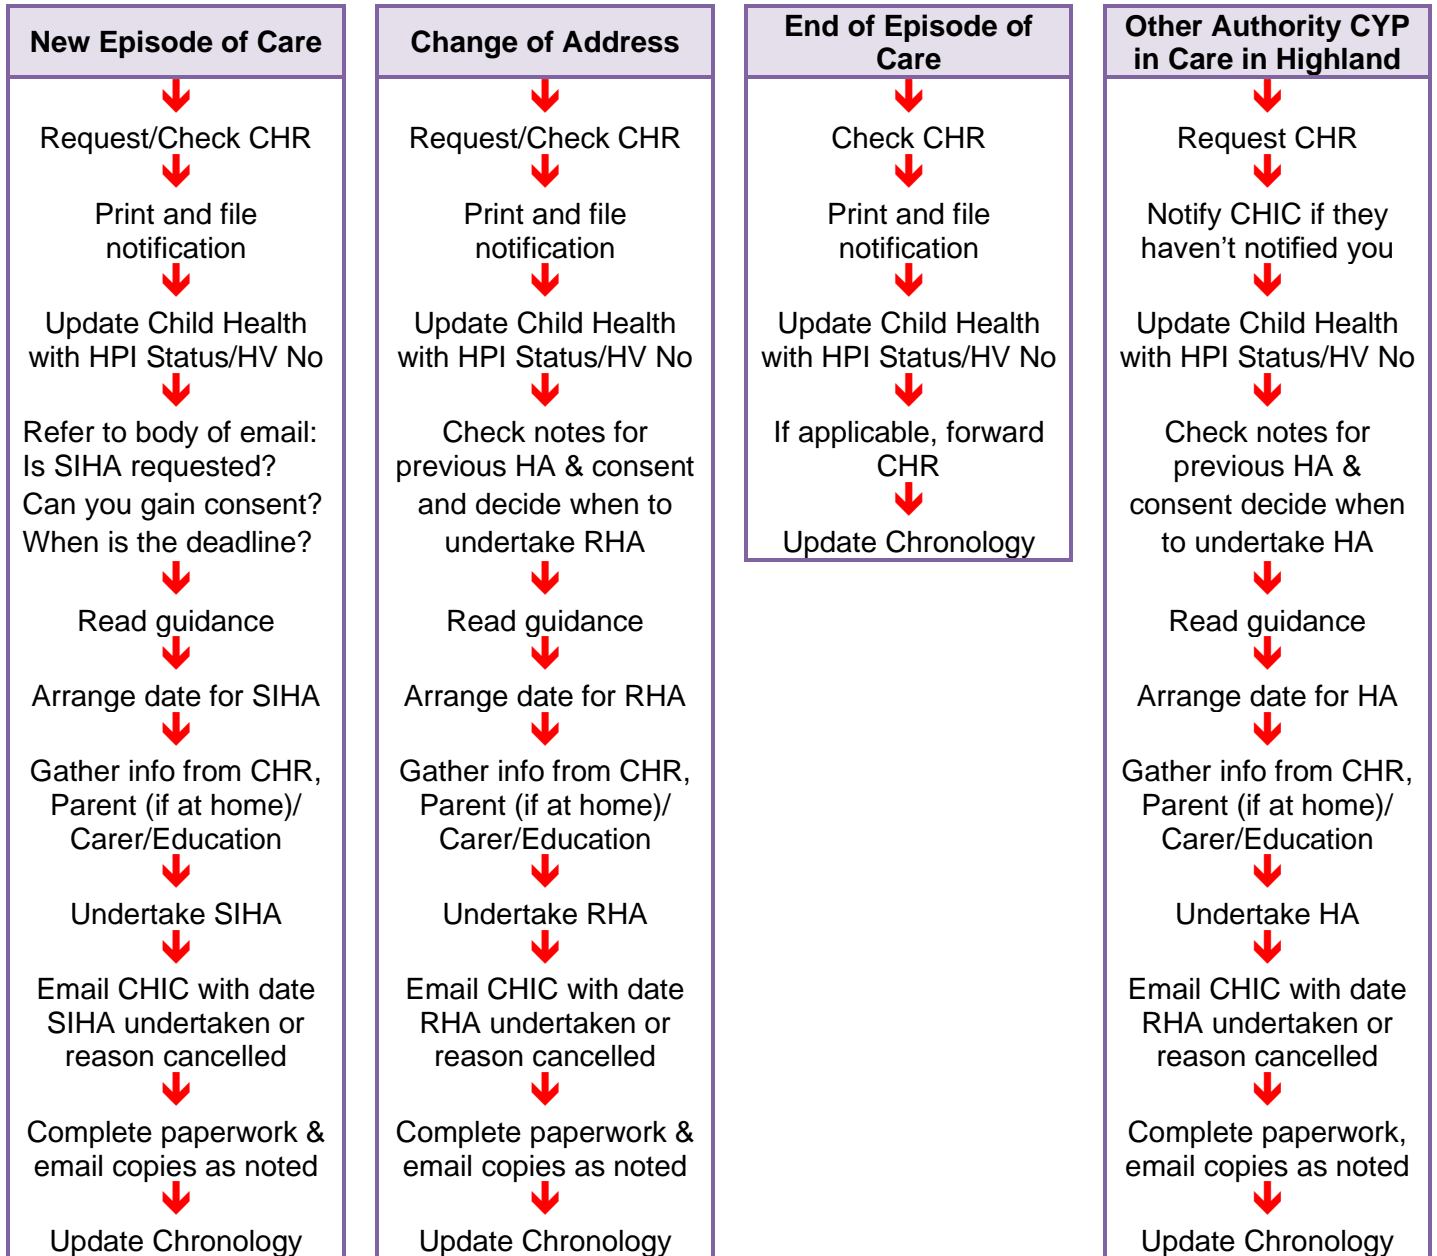 New Episode of Care
Request/Check CHR
Print and file
notification
Update Child Health
with HPI Status/HV No
Refer to body of email:
Is SIHA requested?
Can you gain consent?
When is the deadline?
Read guidance
Arrange date for SIHA
Gather info from CHR,
Parent (if at home)/
Carer/Education
Undertake SIHA
Email CHIC with date
SIHA undertaken or
reason cancelled
Complete paperwork &
email copies as noted
Update Chronology
Change of Address
Request/Check CHR
Print and file
notification
Update Child Health
with HPI Status/HV No
Check notes for
previous HA & consent
and decide when to
undertake RHA
Read guidance
Arrange date for RHA
Gather info from CHR,
Parent (if at home)/
Carer/Education
Undertake RHA
Email CHIC with date
RHA undertaken or
reason cancelled
Complete paperwork &
email copies as noted
Update Chronology
End of Episode of
Care
Check CHR
Print and file
notification
Update Child Health
with HPI Status/HV No
If applicable, forward
CHR
Update Chronology
Other Authority CYP
in Care in Highland
Request CHR
Notify CHIC if they
haven’t notified you
Update Child Health
with HPI Status/HV No
Check notes for
previous HA &
consent decide when
to undertake HA
Read guidance
Arrange date for HA
Gather info from CHR,
Parent (if at home)/
Carer/Education
Undertake HA
Email CHIC with date
RHA undertaken or
reason cancelled
Complete paperwork,
email copies as noted
Update Chronology